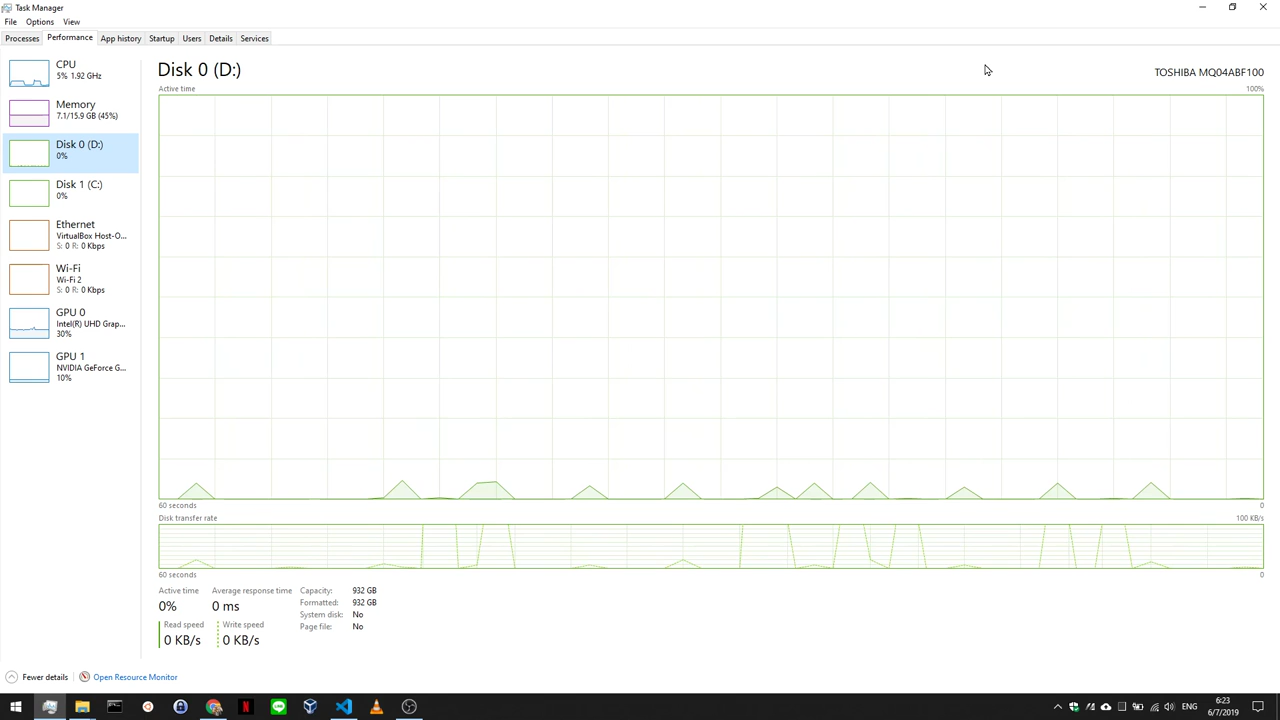 Task Manager
File Options View
Processes Performance App history Startup Users Details Services
CPU
5% 1.92 GHz
Memory
7.1/15.9 GB (45%)
Disk 0 (D:)
0%
Disk 1 (C:)
0%
Ethernet
VirtualBox Host-O...
S: 0 R: 0 Kbps
Wi-Fi
Wi-Fi 2
S: 0 R: 0 Kbps
GPU 0
Intel(R) UHD Grap...
30%
GPU 1
NVIDIA GeForce G...
10%
Disk 0 (D:)
TOSHIBA MQ04ABF100
Active time 100%
60 seconds 0
Disk transfer rate 100 KB/s
60 seconds 0
Active time Average response time
0% 0 ms
Read speed Write speed
0 KB/s 0 KB/s
Capacity: 932 GB
Formatted: 932 GB
System disk: No
Page file: No
Fewer details Open Resource Monitor
ENG
6:23
6/7/2019